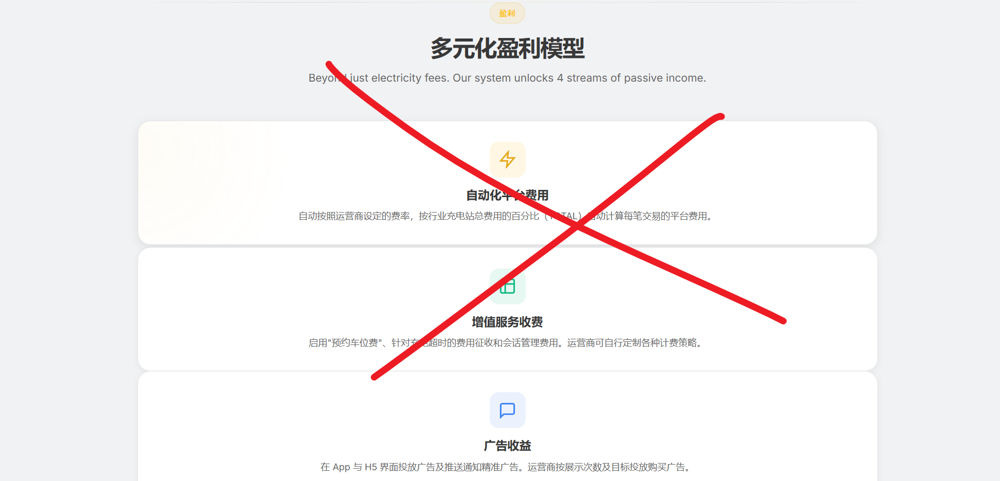 盈利
多元化盈利模型
Beyond just electricity fees. Our system unlocks 4 streams of passive income.
自动化平台费用
自动按照运营商设定的费率，按行业充电站总费用的百分比（TOTAL）自动计算每笔交易的平台费用。
增值服务收费
启用"预约车位费"、针对充电超时的费用征收和会话管理费用。运营商可自行定制各种计费策略。
广告收益
在 App 与 H5 界面投放广告及推送通知精准广告。运营商按展示次数及目标投放购买广告。